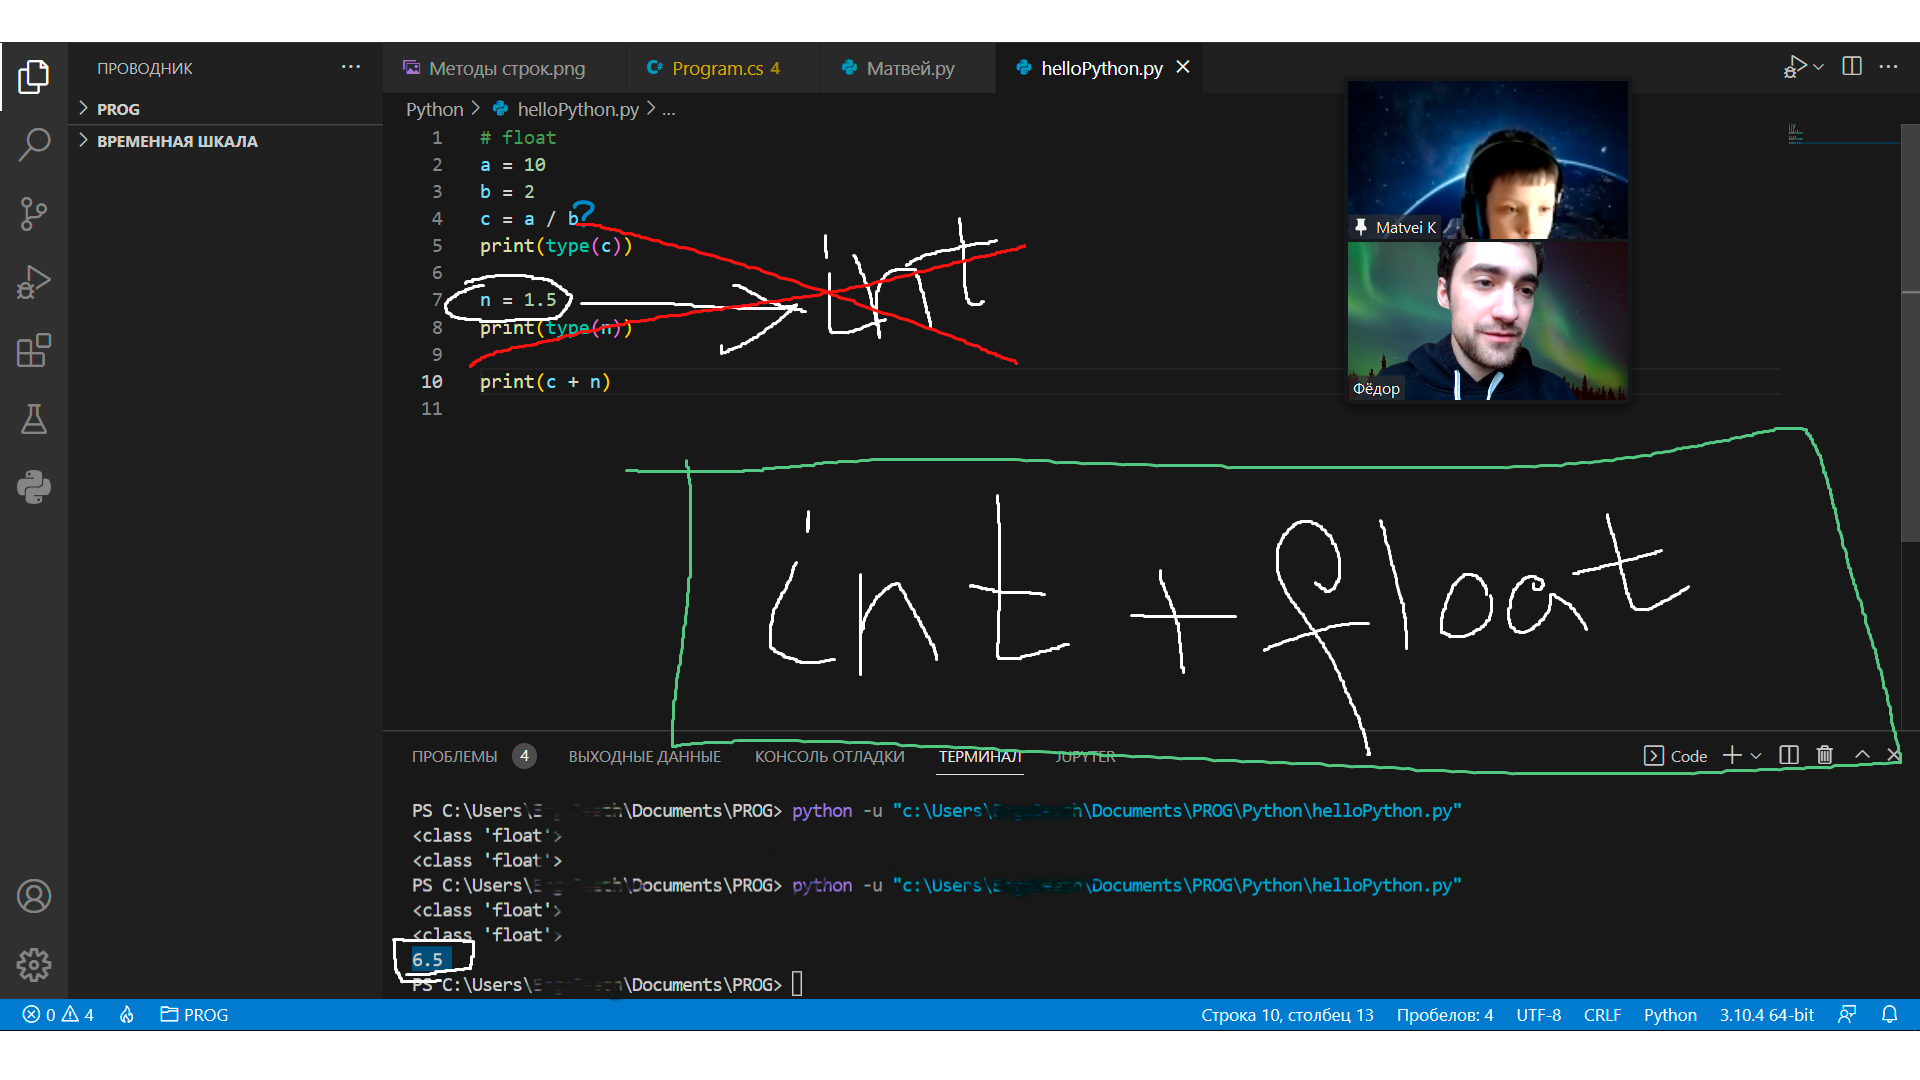 ПРОВОДНИК
PROG
ВРЕМЕННАЯ ШКАЛА
Методы строк.png
Program.cs 4
Матвей.py
helloPython.py
Python > helloPython.py > ...
1 # float
2 a = 10
3 b = 2
4 c = a / b ?
5 print(type(c))
6
7 n = 1.5
int
8 print(type(n))
9
10 print(c + n)
11
Matvei K
Фёдор
int + float
ПРОБЛЕМЫ 4 ВЫХОДНЫЕ ДАННЫЕ КОНСОЛЬ ОТЛАДКИ ТЕРМИНАЛ JUPYTER Code
PS C:\Users\ \Documents\PROG> python -u "c:\Users\ \Documents\PROG\Python\helloPython.py"
<class 'float'>
<class 'float'>
PS C:\Users\ \Documents\PROG> python -u "c:\Users\ \Documents\PROG\Python\helloPython.py"
<class 'float'>
<class 'float'>
6.5
PS C:\Users\ \Documents\PROG>
0 4 PROG Строка 10, столбец 13 Пробелов: 4 UTF-8 CRLF Python 3.10.4 64-bit